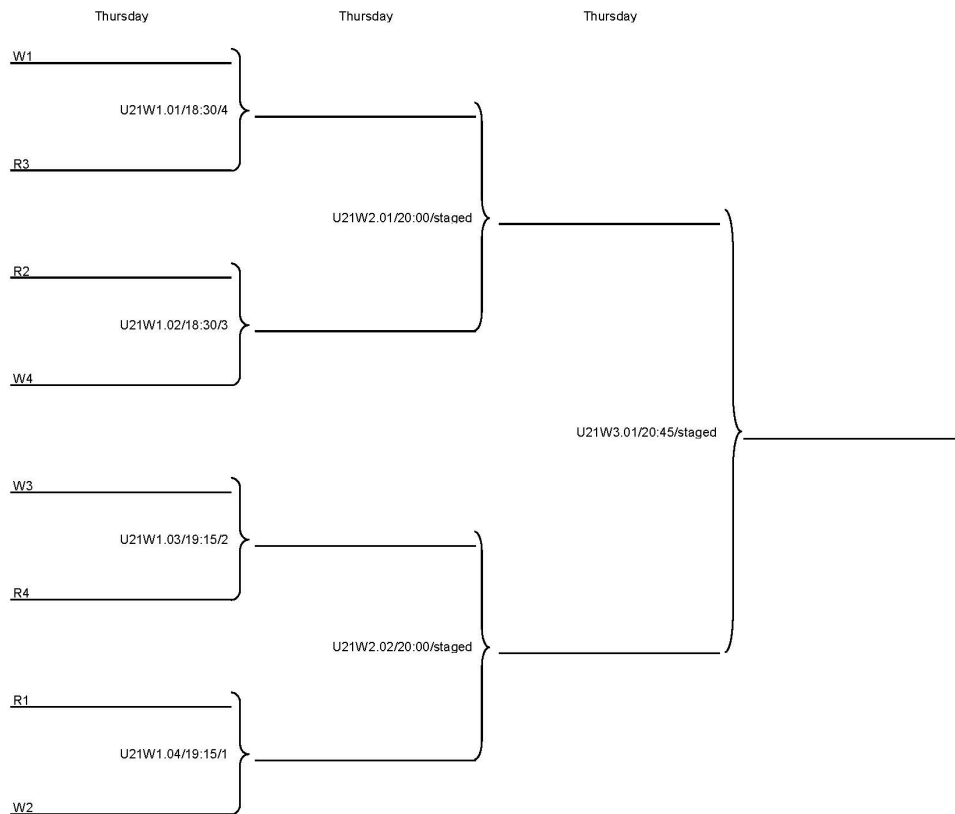 Thursday Thursday Thursday
W1
U21W1.01/18:30/4
R3
U21W2.01/20:00/staged
R2
U21W1.02/18:30/3
W4
U21W3.01/20:45/staged
W3
U21W1.03/19:15/2
R4
U21W2.02/20:00/staged
R1
U21W1.04/19:15/1
W2